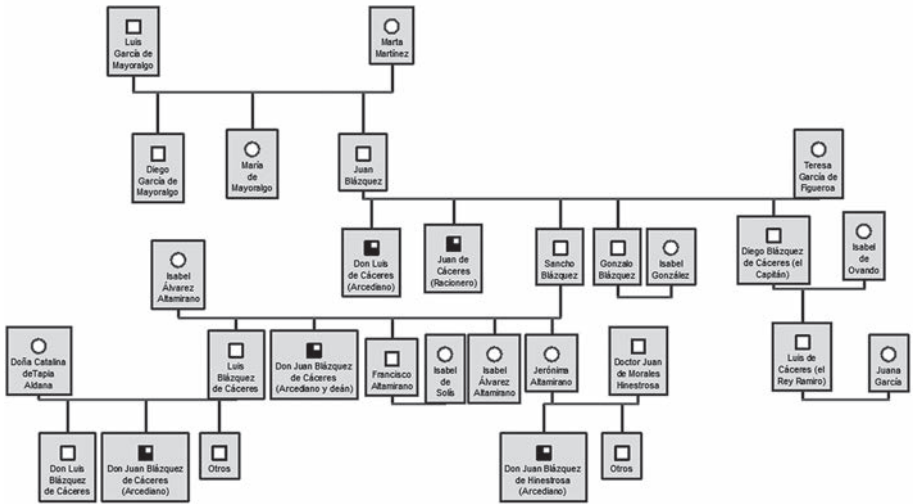 Luis
García de
Mayoralgo
Marta
Martínez
Diego
García de
Mayoralgo
María
de
Mayoralgo
Juan
Blázquez
Teresa
García de
Figueroa
Don Luis
de Cáceres
(Arcediano)
Juan de
Cáceres
(Racionero)
Sancho
Blázquez
Gonzalo
Blázquez
Isabel
González
Diego Blázquez
de Cáceres (el
Capitán)
Isabel
de
Ovando
Isabel
Álvarez
Altamirano
Doña Catalina
deTapia
Aldana
Luis
Blázquez
de Cáceres
Don Juan Blázquez
de Cáceres
(Arcediano y deán)
Francisco
Altamirano
Isabel
de
Solís
Isabel
Álvarez
Altamirano
Jerónima
Altamirano
Doctor Juan
de Morales
Hinestrosa
Luis de
Cáceres (el
Rey Ramiro)
Juana
García
Don Luis
Blázquez
de Cáceres
Don Juan Blázquez
de Cáceres
(Arcediano)
Otros
Don Juan Blázquez
de Hinestrosa
(Arcediano)
Otros